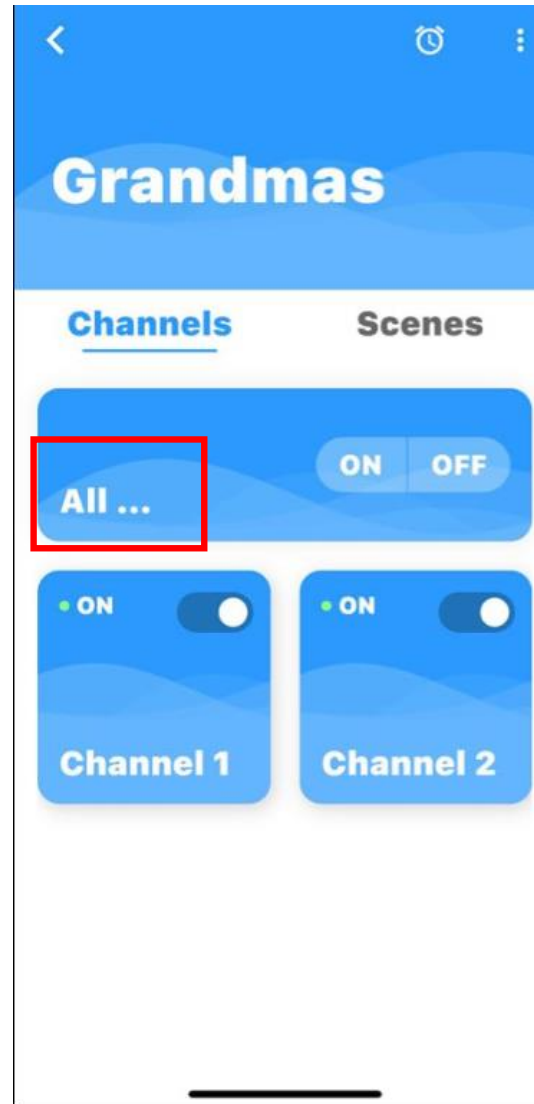 Grandmas
Channels Scenes
All ... ON OFF
ON ON
Channel 1 Channel 2